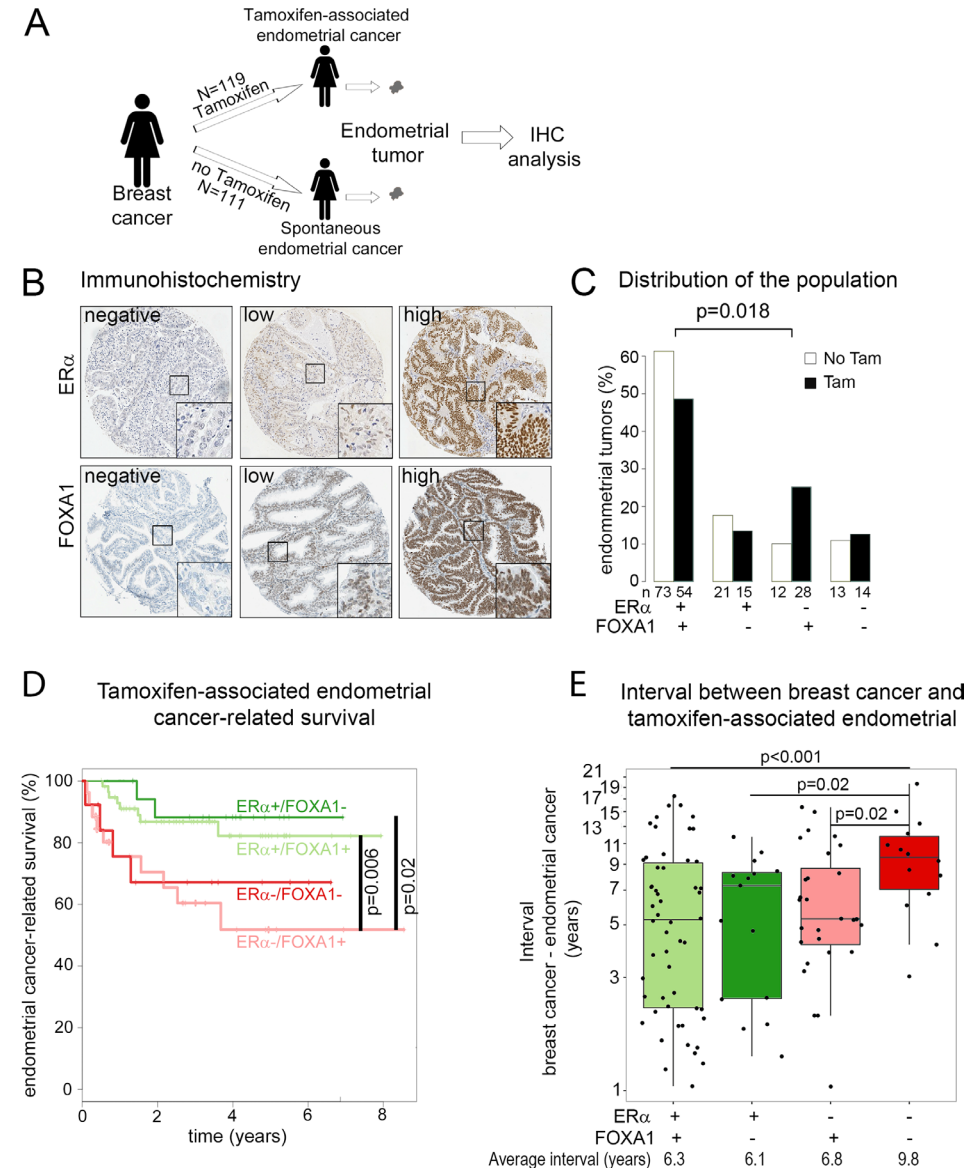 A
Tamoxifen-associated
endometrial cancer
N=119
Tamoxifen
Breast
cancer
no Tamoxifen
N=111
Endometrial
tumor
IHC
analysis
Spontaneous
endometrial cancer
B
Immunohistochemistry
ERα
negative
low
high
FOXA1
negative
low
high
C
Distribution of the population
p=0.018
No Tam
Tam
endommetrial tumors (%)
60
50
30
20
10
0
n 73 54 21 15 12 28 13 14
ERα + + - -
FOXA1 + - + -
D
Tamoxifen-associated endometrial
cancer-related survival
endometrial cancer-related survival (%)
100
80
60
40
20
0
ERα+/FOXA1-
ERα+/FOXA1+
ERα-/FOXA1-
ERα-/FOXA1+
p=0.006
p=0.02
0 2 4 6 8
time (years)
E
Interval between breast cancer and
tamoxifen-associated endometrial
p<0.001
p=0.02
p=0.02
Interval
breast cancer - endometrial cancer
(years)
21
19
17
15
13
11
9
7
5
3
1
ERα + + - -
FOXA1 + - + -
Average interval (years) 6.3 6.1 6.8 9.8